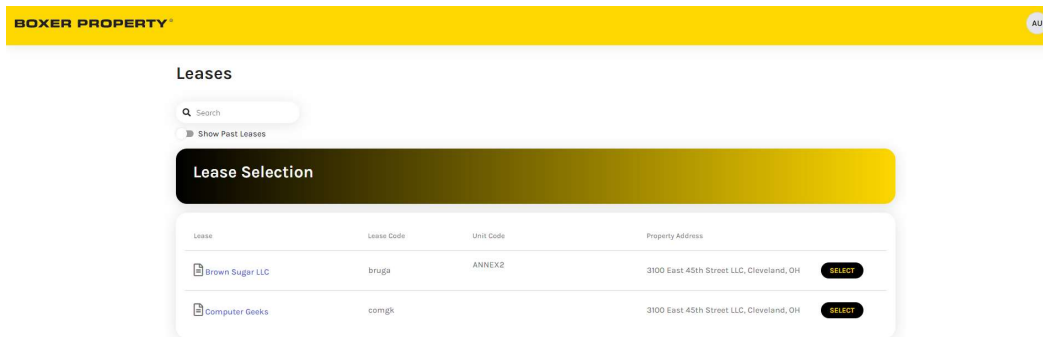 BOXER PROPERTY®
AU
Leases
Search
Show Past Leases
Lease Selection
Lease Lease Code Unit Code Property Address
Brown Sugar LLC bruga ANNEX2 3100 East 45th Street LLC, Cleveland, OH SELECT
Computer Geeks comgk 3100 East 45th Street LLC, Cleveland, OH SELECT